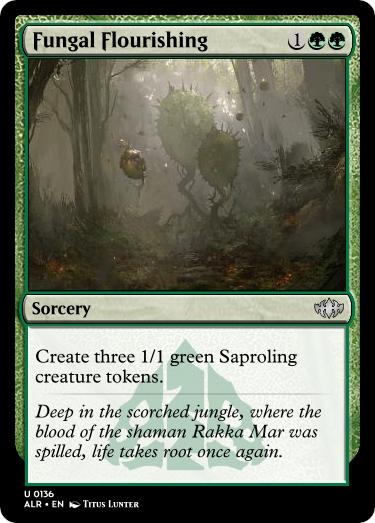 Fungal Flourishing 1
Sorcery
Create three 1/1 green Saproling
creature tokens.
Deep in the scorched jungle, where the
blood of the shaman Rakka Mar was
spilled, life takes root once again.
U 0136
ALR • EN Titus Lunter